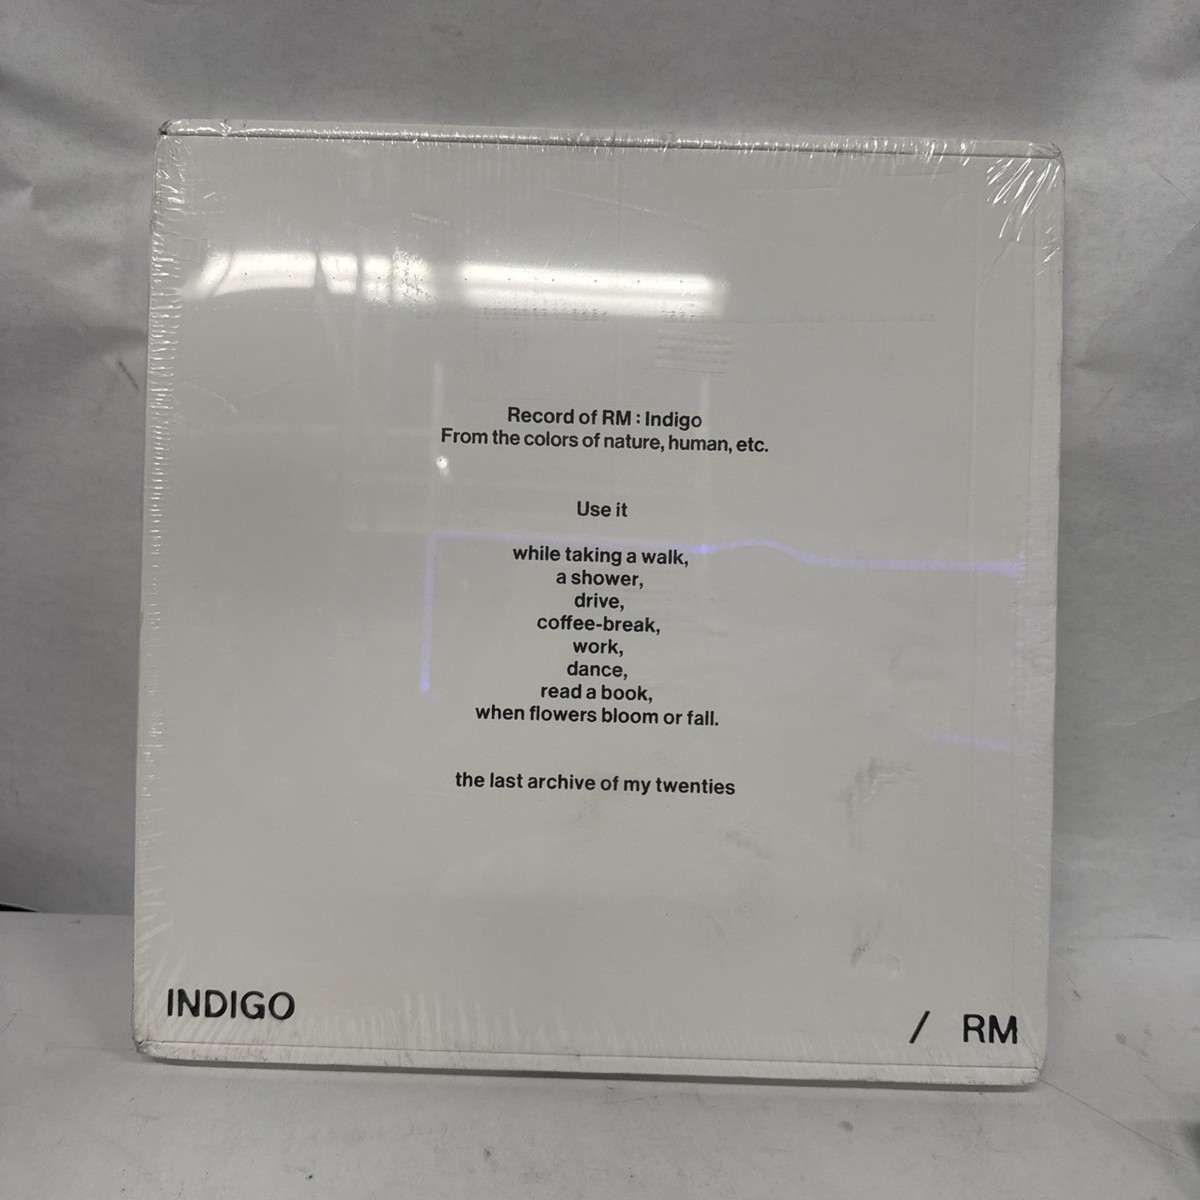 Record of RM : Indigo
From the colors of nature, human, etc.
Use it
while taking a walk,
a shower,
drive,
coffee-break,
work,
dance,
read a book,
when flowers bloom or fall.
the last archive of my twenties
INDIGO / RM